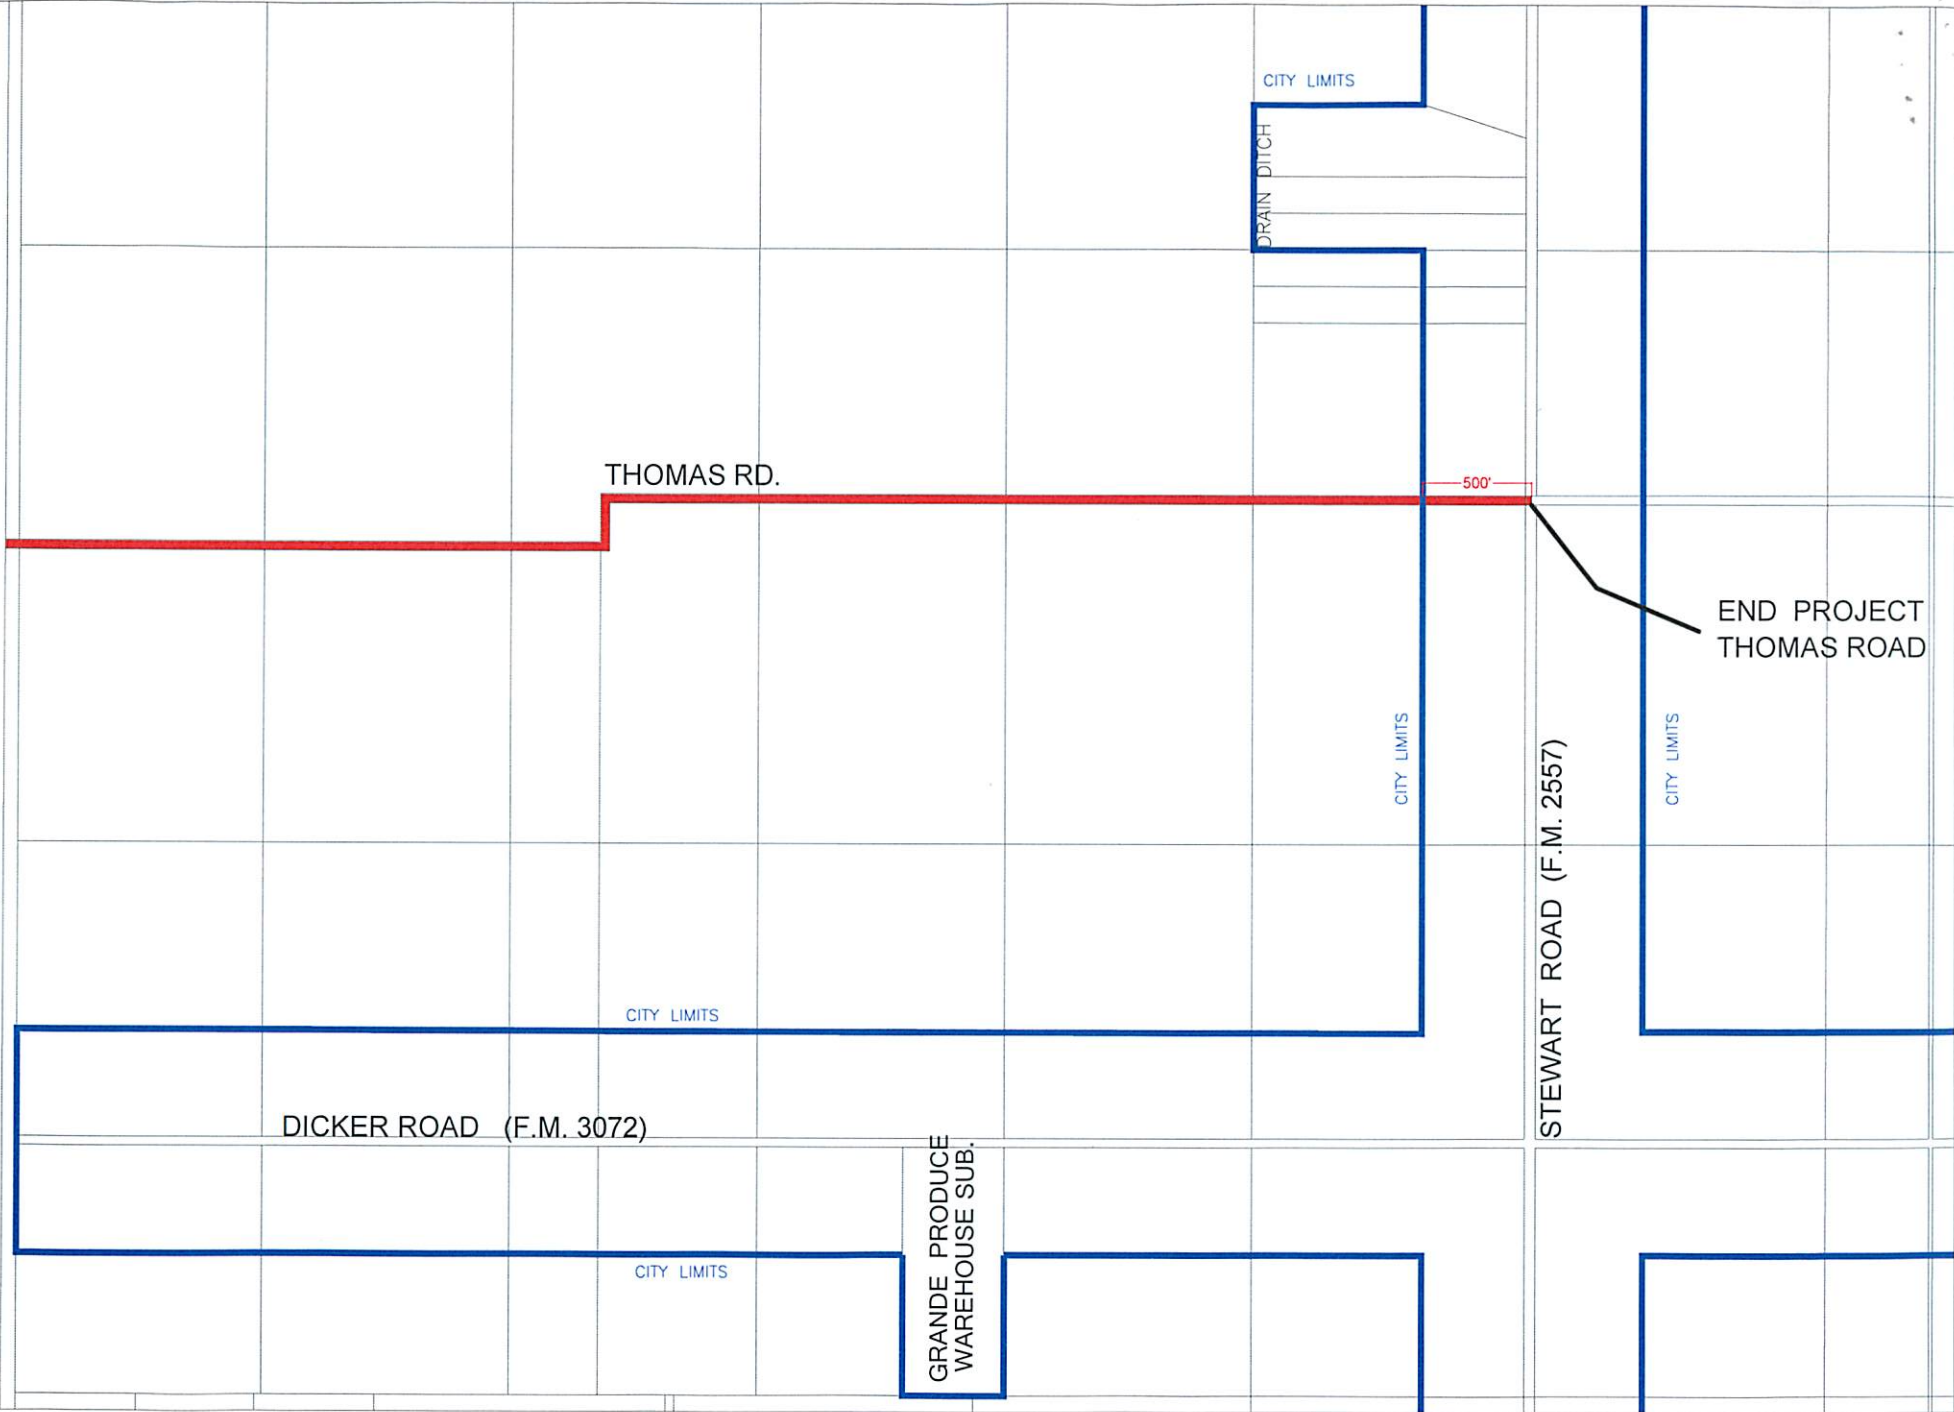 CITY LIMITS
DRAIN DITCH
THOMAS RD.
500'
END PROJECT
THOMAS ROAD
CITY LIMITS
CITY LIMITS
STEWART ROAD (F.M. 2557)
CITY LIMITS
DICKER ROAD (F.M. 3072)
GRANDE PRODUCE
WAREHOUSE SUB.
CITY LIMITS